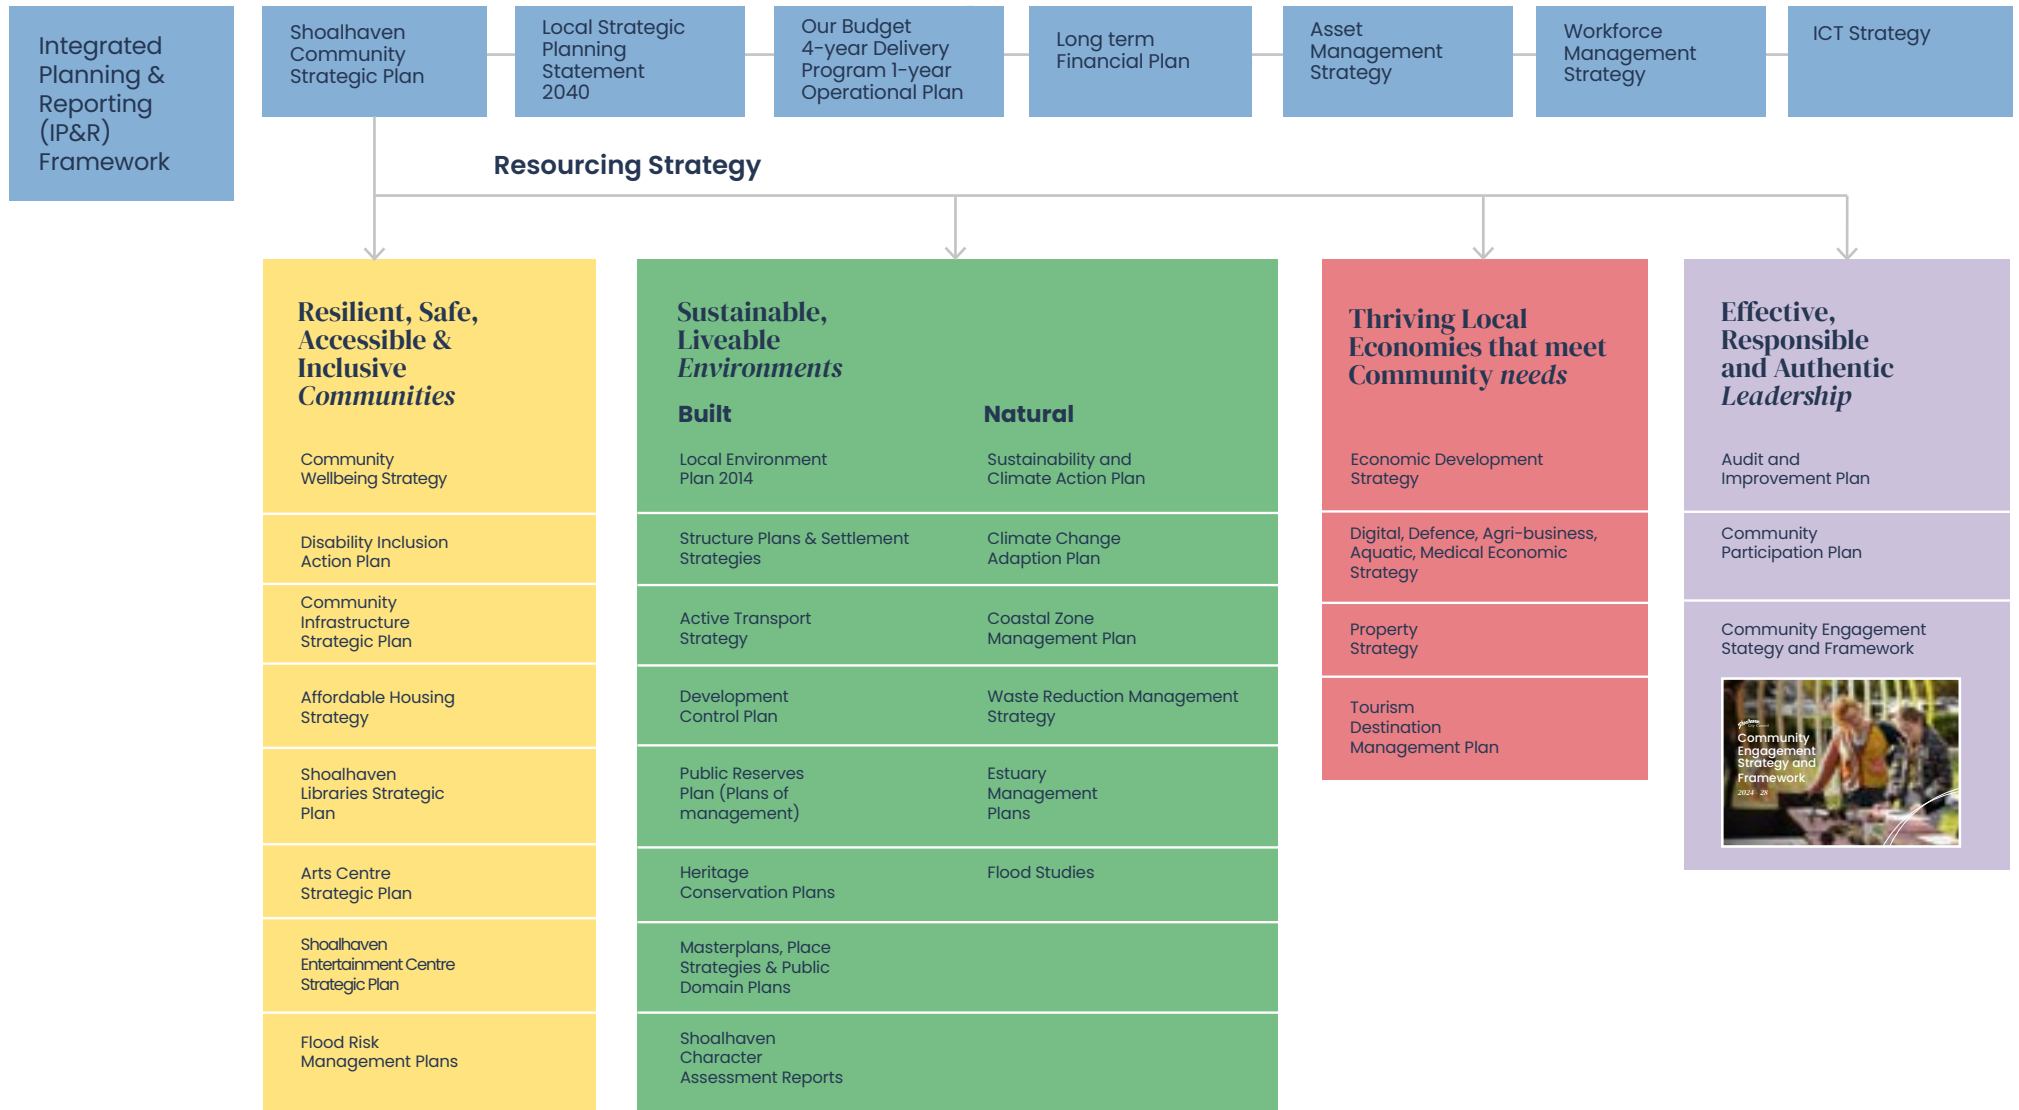 Integrated
Planning &
Reporting
(IP&R)
Framework
Shoalhaven
Community
Strategic Plan
Local Strategic
Planning
Statement
2040
Our Budget
4-year Delivery
Program 1-year
Operational Plan
Long term
Financial Plan
Asset
Management
Strategy
Workforce
Management
Strategy
ICT Strategy
Resourcing Strategy
Resilient, Safe,
Accessible &
Inclusive
Communities
Community
Wellbeing Strategy
Disability Inclusion
Action Plan
Community
Infrastructure
Strategic Plan
Affordable Housing
Strategy
Shoalhaven
Libraries Strategic
Plan
Arts Centre
Strategic Plan
Shoalhaven
Entertainment Centre
Strategic Plan
Flood Risk
Management Plans
Sustainable,
Liveable
Environments
Built
Local Environment
Plan 2014
Structure Plans & Settlement
Strategies
Active Transport
Strategy
Development
Control Plan
Public Reserves
Plan (Plans of
management)
Heritage
Conservation Plans
Masterplans, Place
Strategies & Public
Domain Plans
Shoalhaven
Character
Assessment Reports
Natural
Sustainability and
Climate Action Plan
Climate Change
Adaption Plan
Coastal Zone
Management Plan
Waste Reduction Management
Strategy
Estuary
Management
Plans
Flood Studies
Thriving Local
Economies that meet
Community needs
Economic Development
Strategy
Digital, Defence, Agri-business,
Aquatic, Medical Economic
Strategy
Property
Strategy
Tourism
Destination
Management Plan
Effective,
Responsible
and Authentic
Leadership
Audit and
Improvement Plan
Community
Participation Plan
Community Engagement
Stategy and Framework
Community
Engagement
Strategy and
Framework
2024 - 28